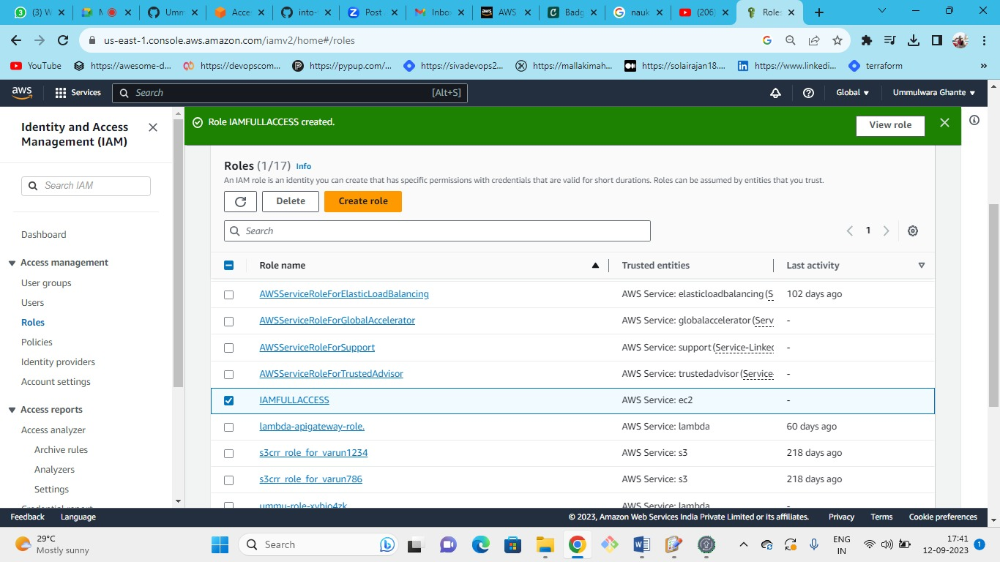 (3) W
M
Umm
Acce
into-
Post
Inbo
AWS
Badg
nauk
(206)
Roles
us-east-1.console.aws.amazon.com/iamv2/home#/roles
YouTube
https://awesome-d...
https://devopscom...
https://pypup.com/...
https://sivadevops2...
https://mallakimah...
https://solairajan18....
https://www.linkedi...
terraform
aws
Services
Search
[Alt+S]
Global
Ummulwara Ghante
Identity and Access
Management (IAM)
Search IAM
Dashboard
Access management
User groups
Users
Roles
Policies
Identity providers
Account settings
Access reports
Access analyzer
Archive rules
Analyzers
Settings
Credential report
Role IAMFULLACCESS created.
View role
Roles (1/17) Info
An IAM role is an identity you can create that has specific permissions with credentials that are valid for short durations. Roles can be assumed by entities that you trust.
Delete
Create role
Search
1
Role name Trusted entities Last activity
AWSServiceRoleForElasticLoadBalancing AWS Service: elasticloadbalancing (S 102 days ago
AWSServiceRoleForGlobalAccelerator AWS Service: globalaccelerator (Serv -
AWSServiceRoleForSupport AWS Service: support (Service-Linked -
AWSServiceRoleForTrustedAdvisor AWS Service: trustedadvisor (Service- -
IAMFULLACCESS AWS Service: ec2 -
lambda-apigateway-role. AWS Service: lambda 60 days ago
s3crr_role_for_varun1234 AWS Service: s3 218 days ago
s3crr_role_for_varun786 AWS Service: s3 218 days ago
AWS Service: lambda -
Feedback Language
© 2023, Amazon Web Services India Private Limited or its affiliates. Privacy Terms Cookie preferences
29°C
Mostly sunny
Search
ENG
IN
17:41
12-09-2023
1